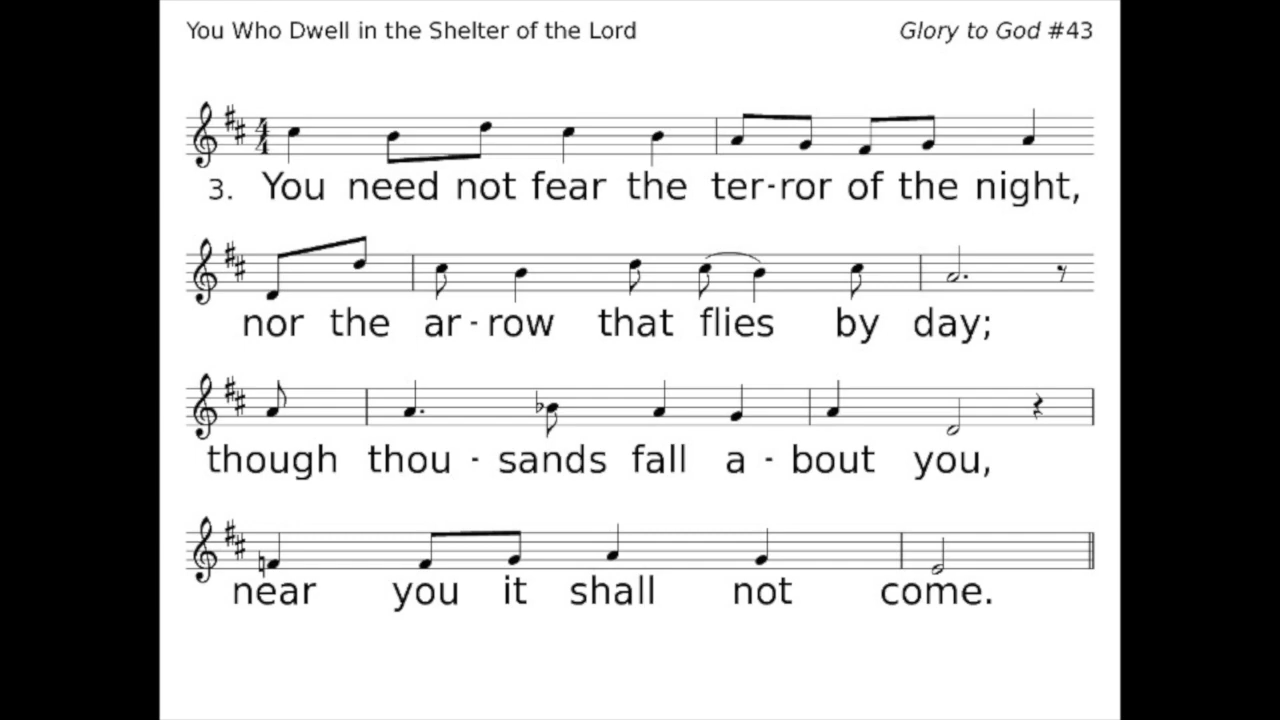 You Who Dwell in the Shelter of the Lord Glory to God #43
3. You need not fear the ter-ror of the night,
nor the ar-row that flies by day;
though thou-sands fall a-bout you,
near you it shall not come.